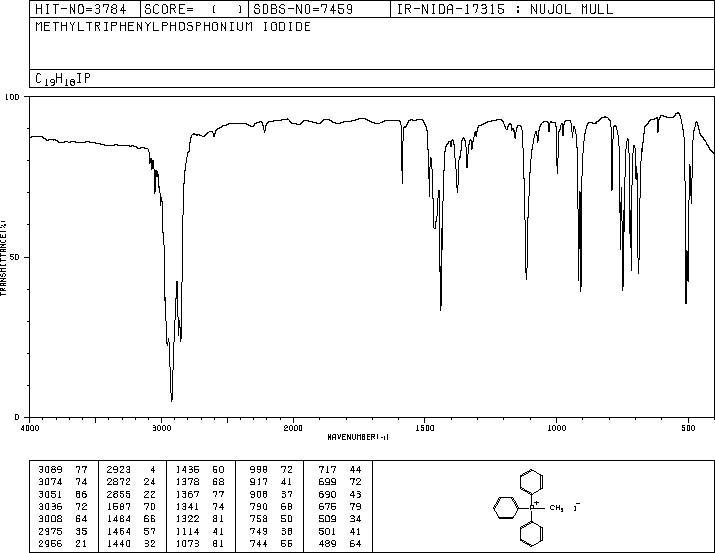 HIT-NO=3784 SCORE= ( ) SDBS-NO=7459 IR-NIDA-17315 : NUJOL MULL
METHYLTRIPHENYLPHOSPHONIUM IODIDE
C19H18IP
100
50
0
TRANSMITTANCE(%)
4000 3000 2000 1500 1000 500
WAVENUMBER(-1)
3089 77 2923 4 1436 60 998 72 717 44
3074 74 2872 24 1378 68 917 41 699 72
3051 66 2855 22 1367 77 908 37 690 43
3036 72 1587 70 1341 74 790 68 675 79
3008 64 1484 66 1322 81 758 50 509 34
2975 35 1464 57 1114 41 749 38 501 41
2956 21 1440 32 1073 81 744 55 489 64
P+ CH3 I-